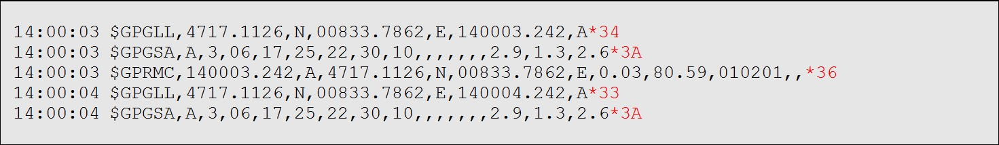 14:00:03 $GPGLL,4717.1126,N,00833.7862,E,140003.242,A*34
14:00:03 $GPGSA,A,3,06,17,25,22,30,10,,,,,,,2.9,1.3,2.6*3A
14:00:03 $GPRMC,140003.242,A,4717.1126,N,00833.7862,E,0.03,80.59,010201,,*36
14:00:04 $GPGLL,4717.1126,N,00833.7862,E,140004.242,A*33
14:00:04 $GPGSA,A,3,06,17,25,22,30,10,,,,,,,2.9,1.3,2.6*3A